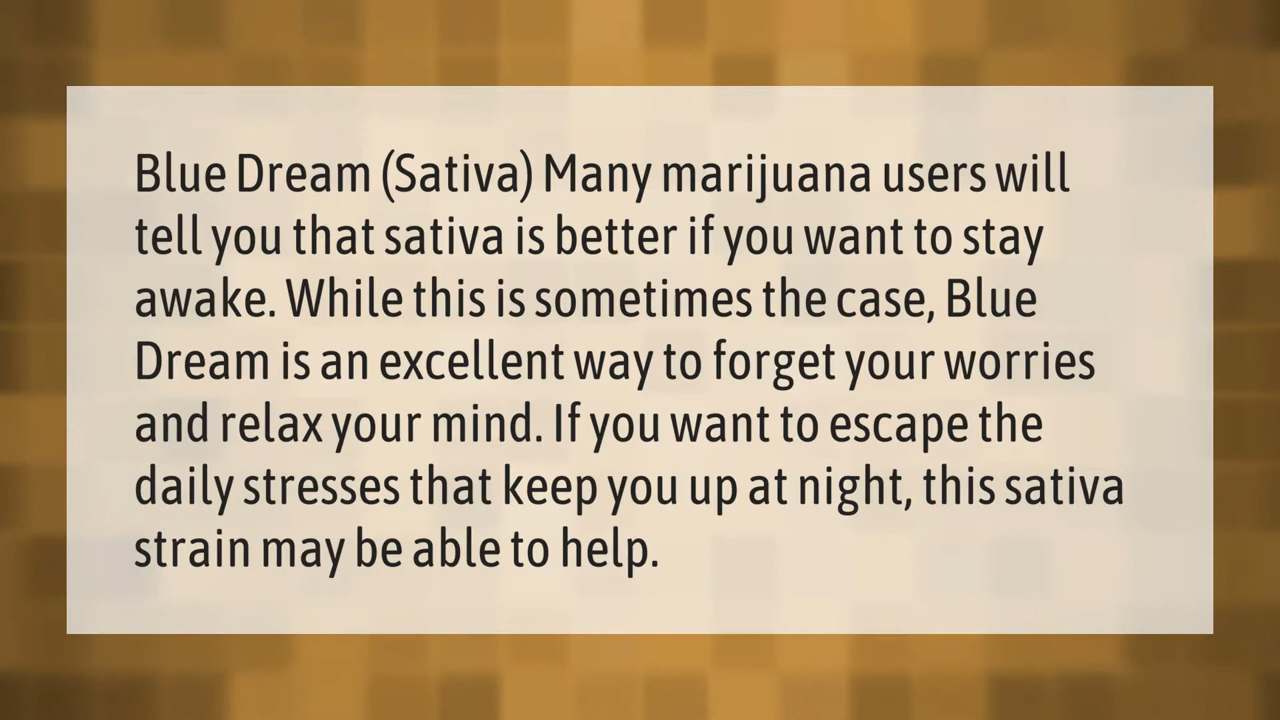 Blue Dream (Sativa) Many marijuana users will
tell you that sativa is better if you want to stay
awake. While this is sometimes the case, Blue
Dream is an excellent way to forget your worries
and relax your mind. If you want to escape the
daily stresses that keep you up at night, this sativa
strain may be able to help.